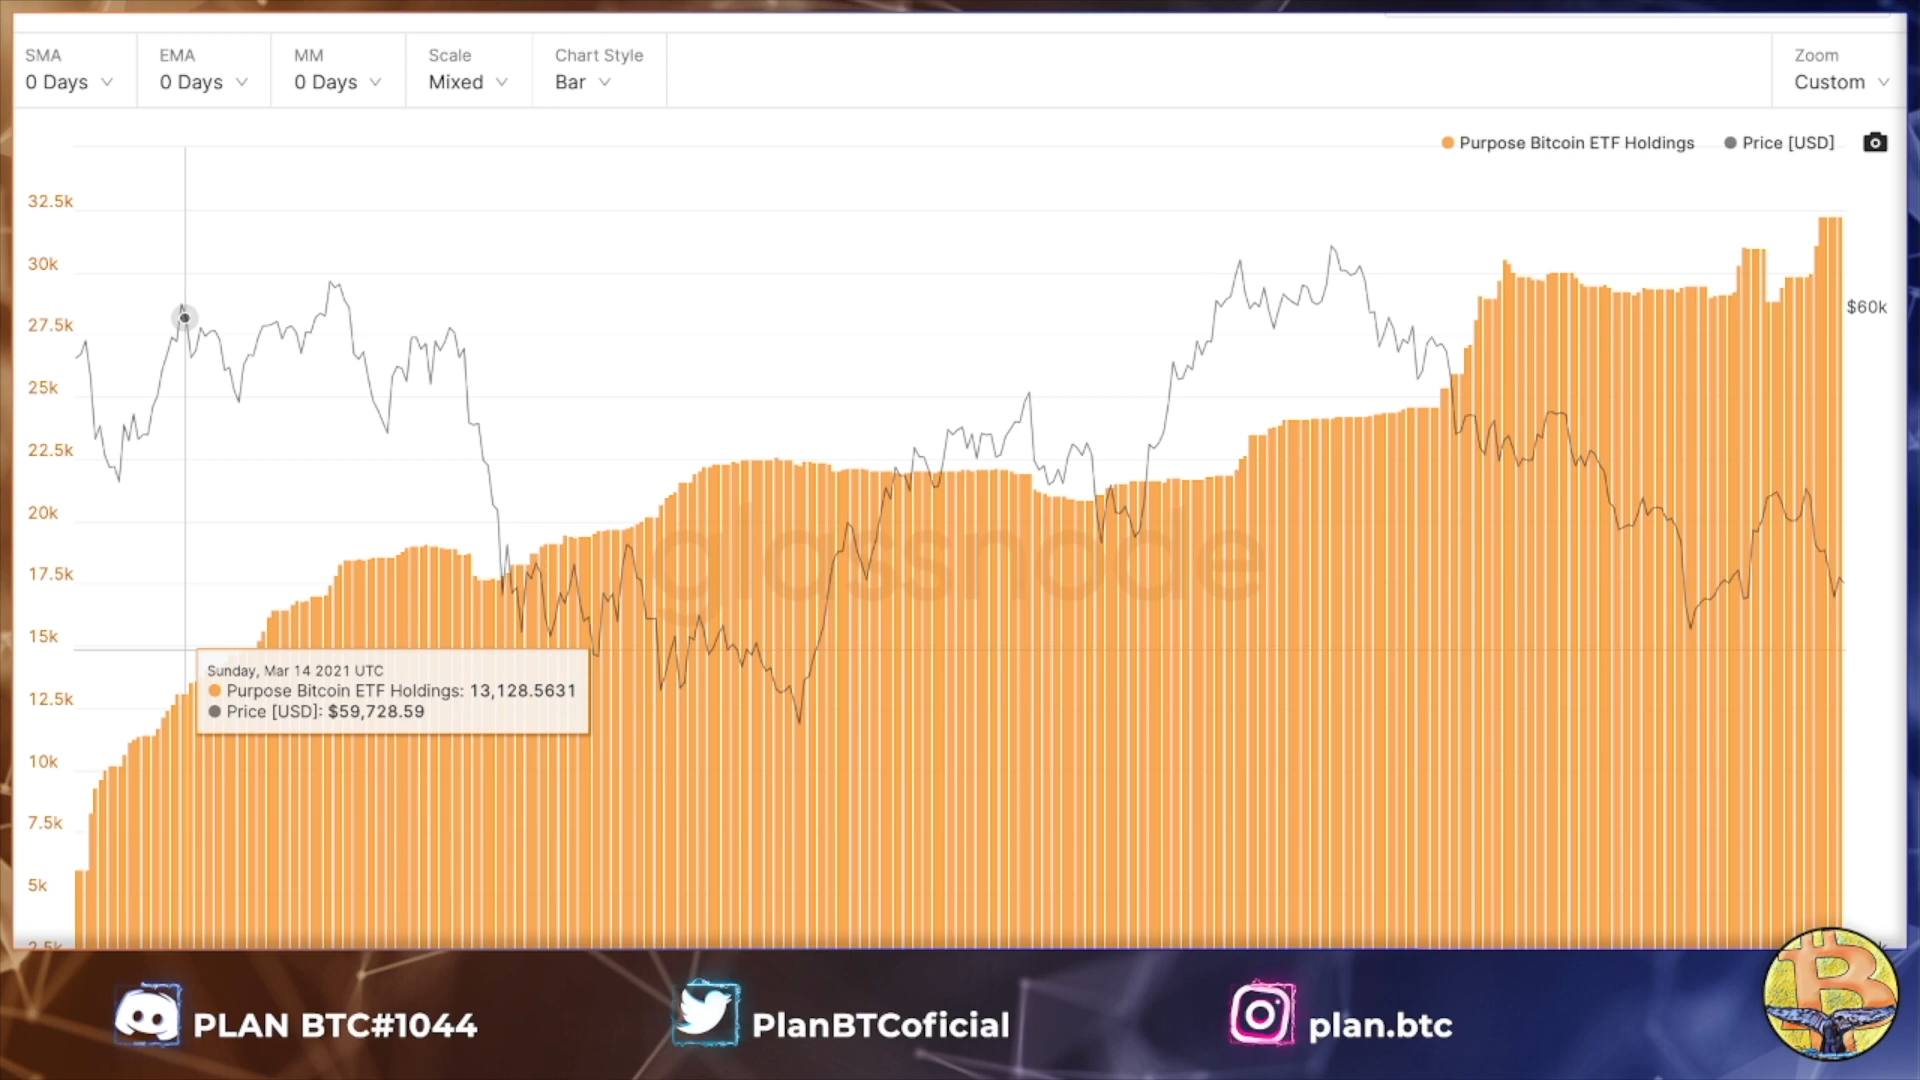 SMA
0 Days
EMA
0 Days
MM
0 Days
Scale
Mixed
Chart Style
Bar
Zoom
Custom
Purpose Bitcoin ETF Holdings
Price [USD]
32.5k
30k
27.5k
25k
22.5k
20k
17.5k
15k
12.5k
10k
7.5k
5k
2.5k
$60k
glassnode
Sunday, Mar 14 2021 UTC
Purpose Bitcoin ETF Holdings: 13,128.5631
Price [USD]: $59,728.59
PLAN BTC#1044
PlanBTCoficial
plan.btc